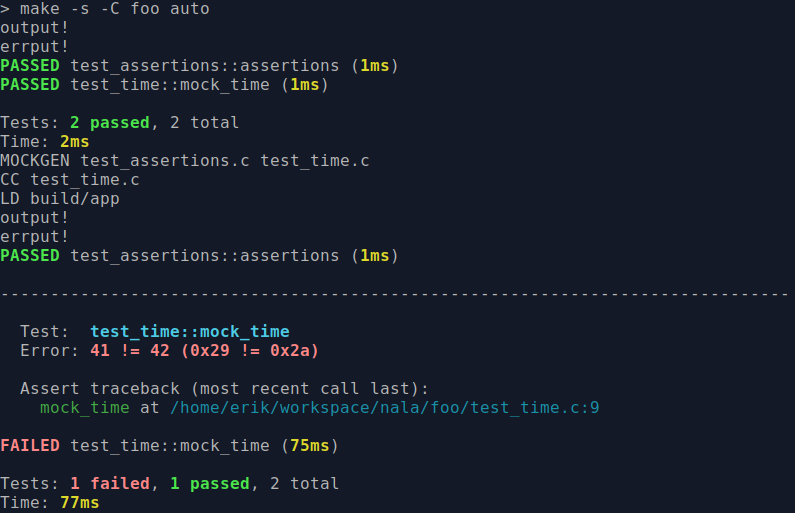 > make -s -C foo auto
output!
errput!
PASSED test_assertions::assertions (1ms)
PASSED test_time::mock_time (1ms)
Tests: 2 passed, 2 total
Time: 2ms
MOCKGEN test_assertions.c test_time.c
CC test_time.c
LD build/app
output!
errput!
PASSED test_assertions::assertions (1ms)
-------------------------------------------------------------------------------
Test:  test_time::mock_time
Error: 41 != 42 (0x29 != 0x2a)
Assert traceback (most recent call last):
mock_time at /home/erik/workspace/nala/foo/test_time.c:9
FAILED test_time::mock_time (75ms)
Tests: 1 failed, 1 passed, 2 total
Time: 77ms